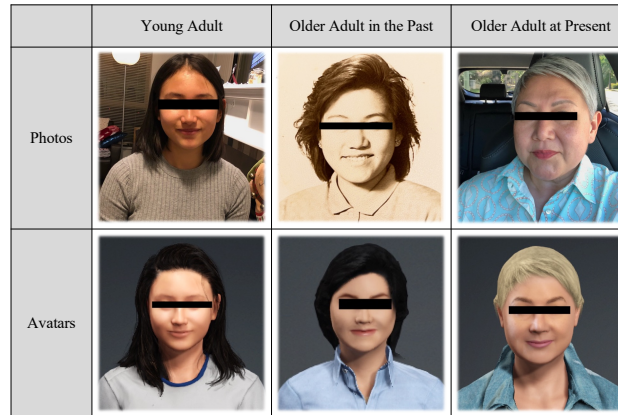 Young Adult
Older Adult in the Past
Older Adult at Present
Photos
Avatars